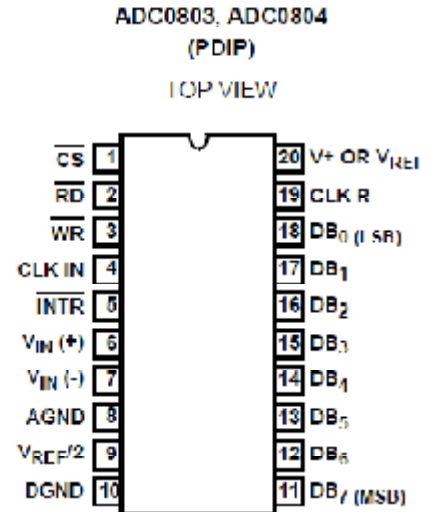 ADC0803, ADC0804
(PDIP)
TOP VIEW
CS 1
RD 2
WR 3
CLK IN 4
INTR 5
VIN (+) 6
VIN (-) 7
AGND 8
VREF/2 9
DGND 10
20 V+ OR VREF
19 CLK R
18 DB0 (LSB)
17 DB1
16 DB2
15 DB3
14 DB4
13 DB5
12 DB6
11 DB7 (MSB)